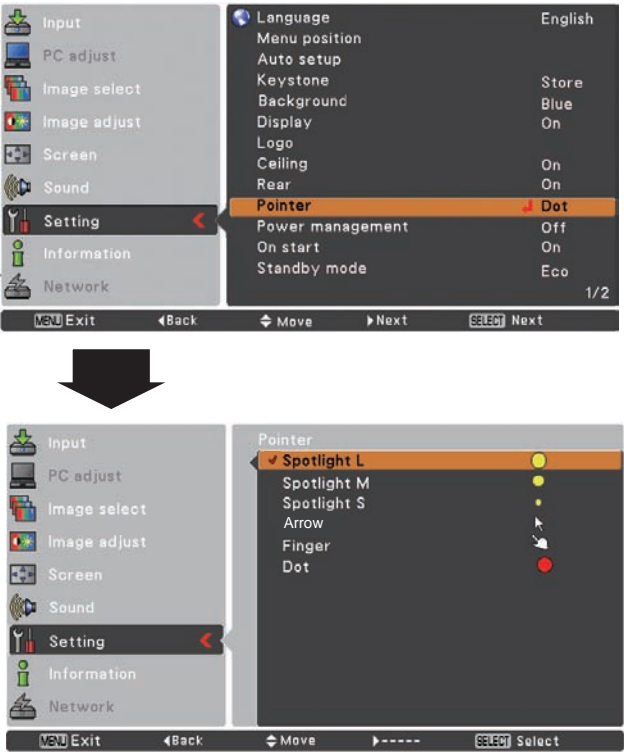 Input
PC adjust
Image select
Image adjust
Screen
Sound
Setting
Information
Network
Language English
Menu position
Auto setup
Keystone Store
Background Blue
Display On
Logo
Ceiling On
Rear On
Pointer Dot
Power management Off
On start On
Standby mode Eco
1/2
MENU Exit Back Move Next SELECT Next
Input
PC adjust
Image select
Image adjust
Screen
Sound
Setting
Information
Network
Pointer
Spotlight L
Spotlight M
Spotlight S
Arrow
Finger
Dot
MENU Exit Back Move ----- SELECT Select